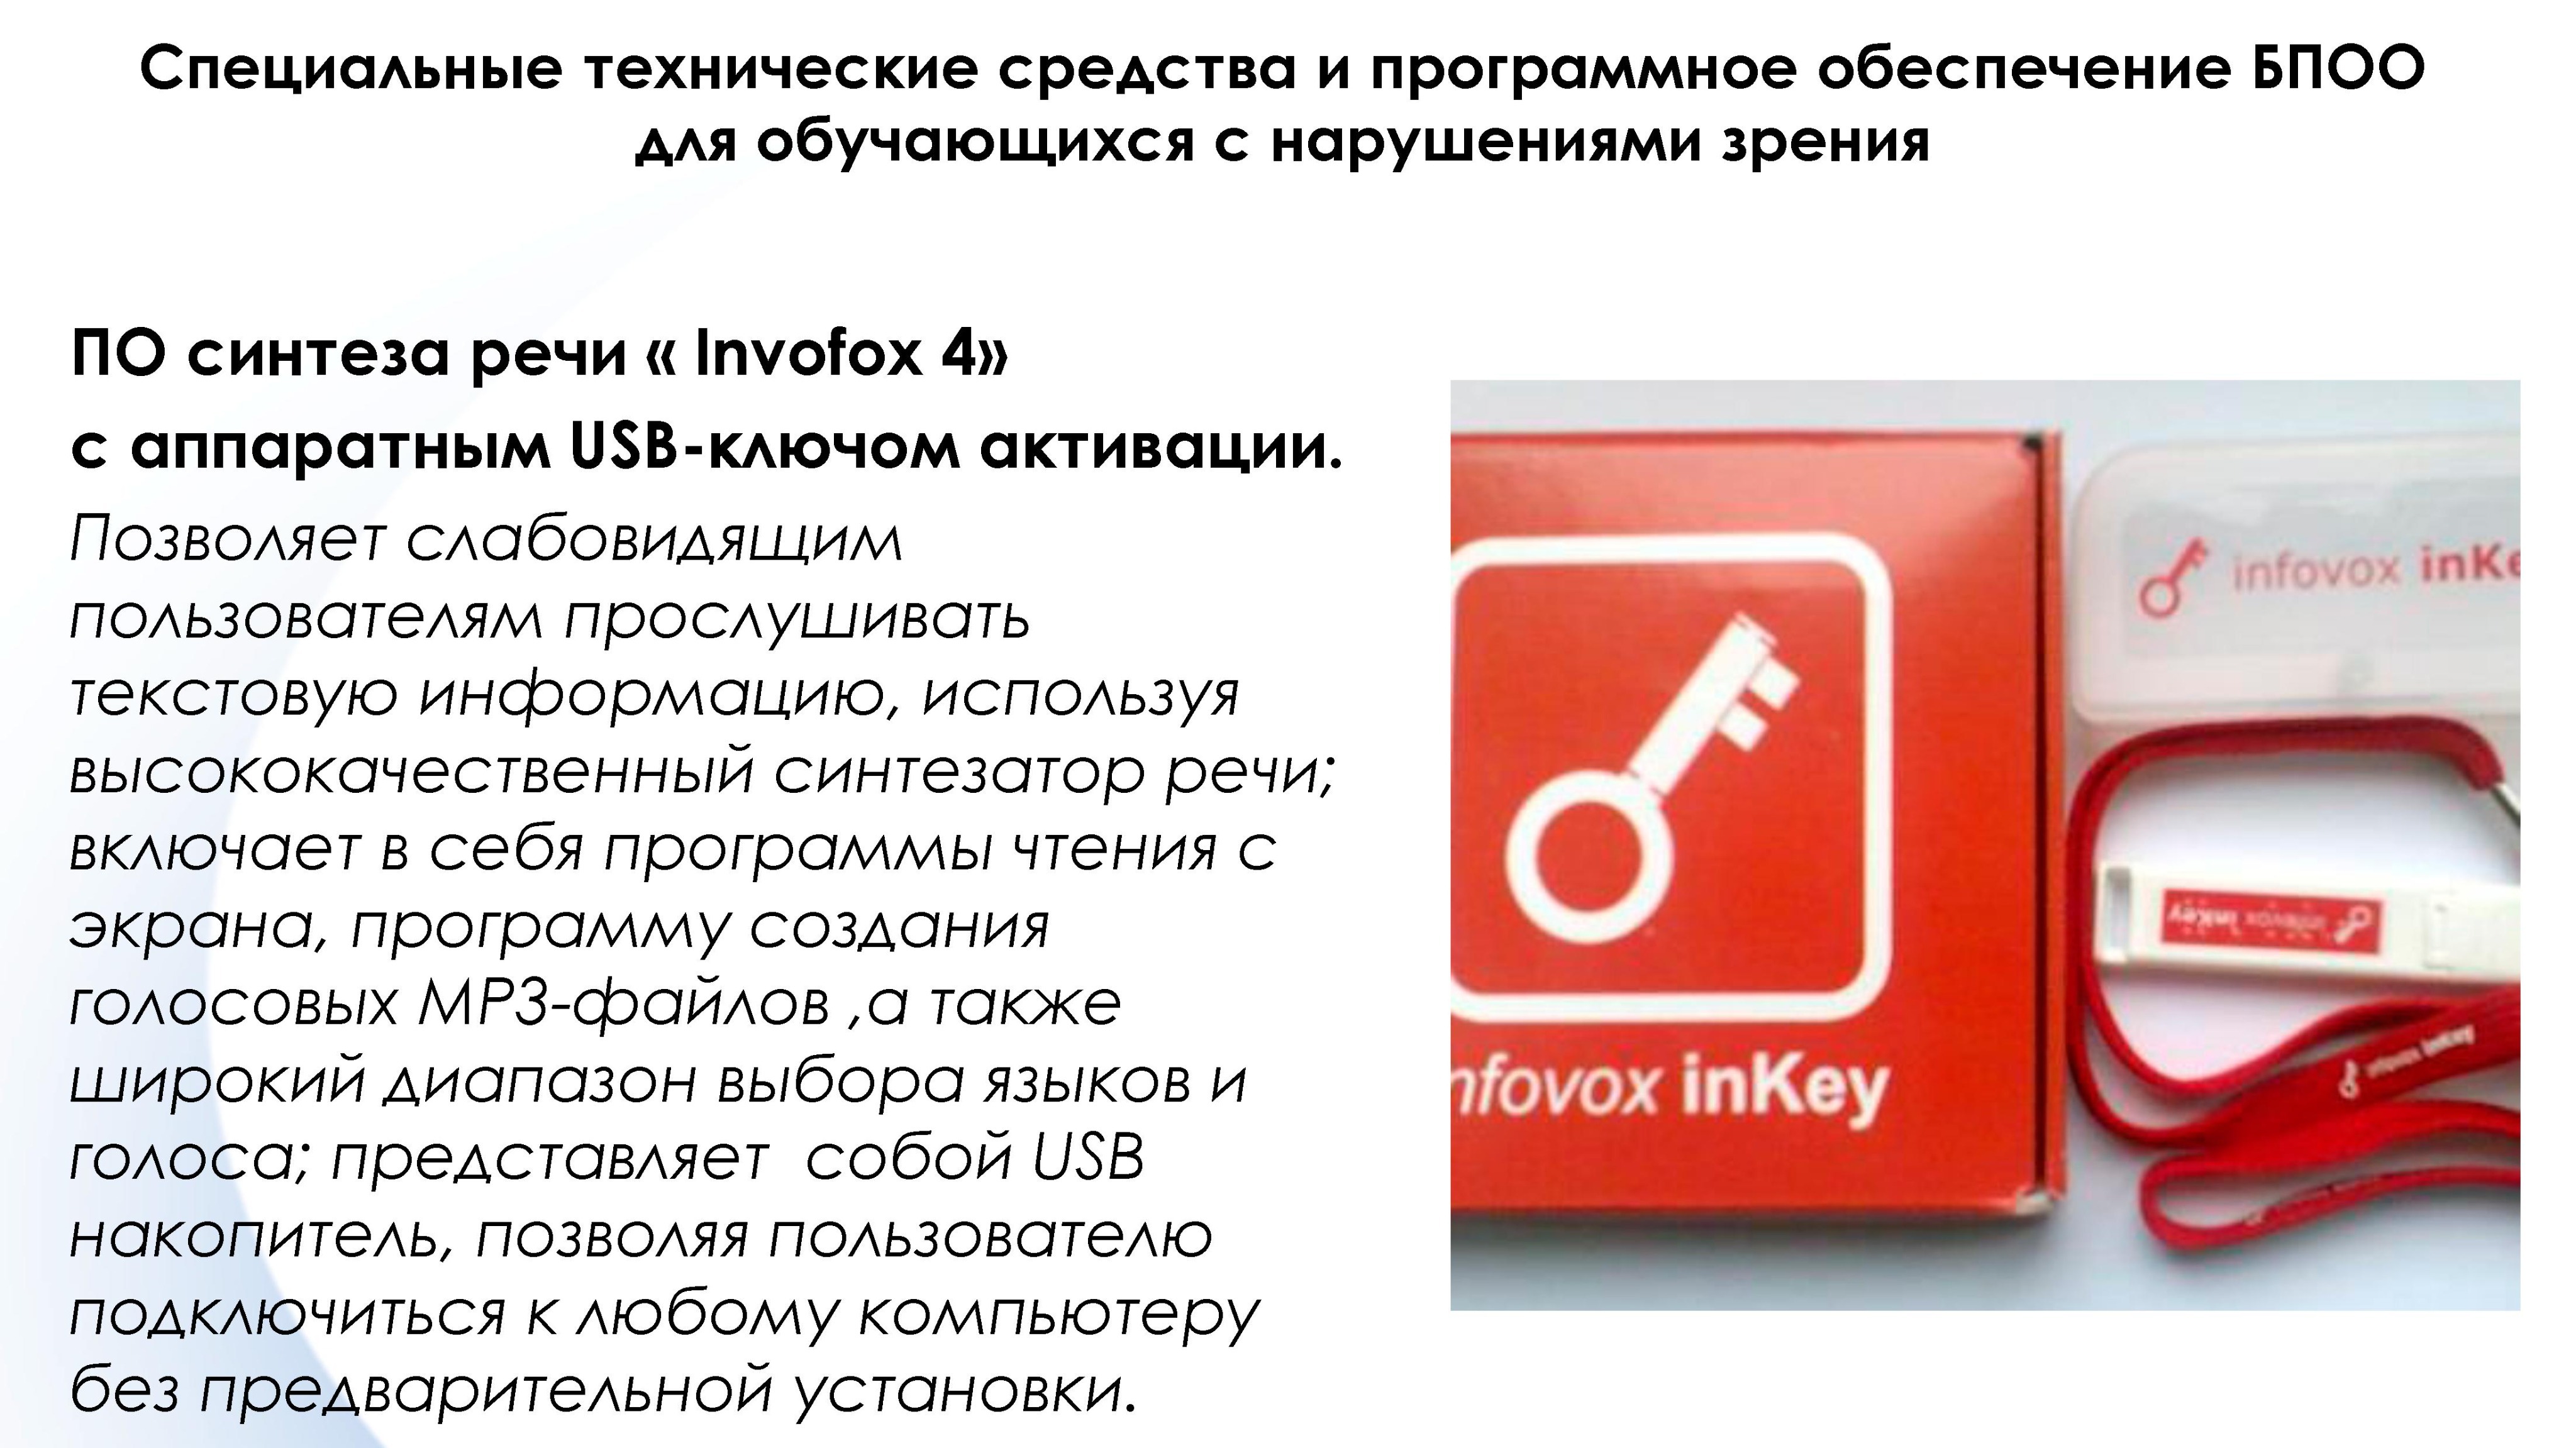 Специальные технические средства и программное обеспечение БПОО
для обучающихся с нарушениями зрения
ПО синтеза речи « Invofox 4»
с аппаратным USB-ключом активации.
Позволяет слабовидящим
пользователям прослушивать
текстовую информацию, используя
высококачественный синтезатор речи;
включает в себя программы чтения с
экрана, программу создания
голосовых MP3-файлов ,а также
широкий диапазон выбора языков и
голоса; представляет  собой USB
накопитель, позволяя пользователю
подключиться к любому компьютеру
без предварительной установки.
nfovox inKey
infovox inKe
infovox inKey
infovox inKey